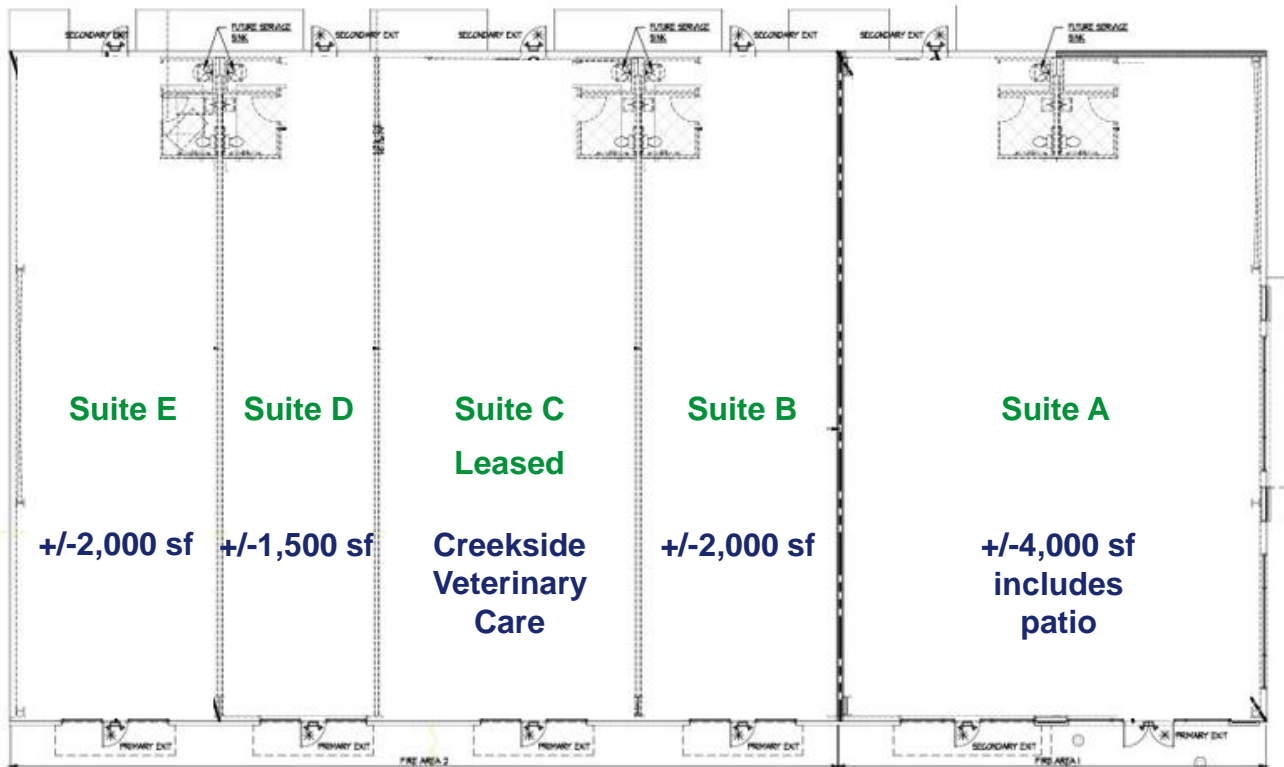 FUTURE SERVICE
SINK
FUTURE SERVICE
SINK
FUTURE SERVICE
SINK
SECONDARY EXIT
SECONDARY EXIT
SECONDARY EXIT
SECONDARY EXIT
SECONDARY EXIT
Suite E
Suite D
Suite C
Leased
Suite B
Suite A
+/-2,000 sf
+/-1,500 sf
Creekside
Veterinary
Care
+/-2,000 sf
+/-4,000 sf
includes
patio
PRIMARY EXIT
PRIMARY EXIT
PRIMARY EXIT
PRIMARY EXIT
SECONDARY EXIT
PRIMARY EXIT
FIRE AREA 2
FIRE AREA 1